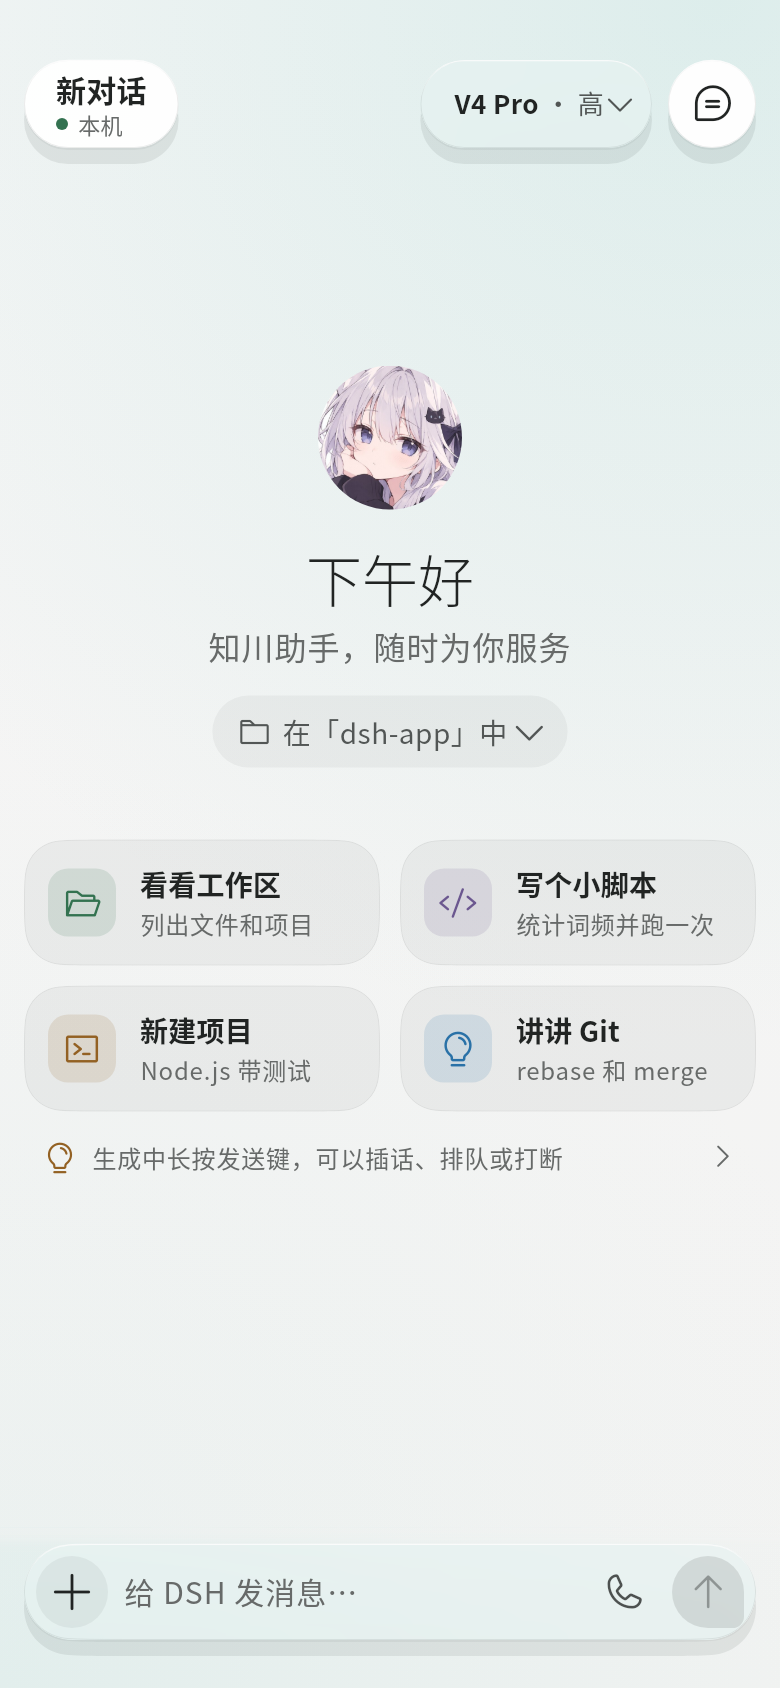 新对话
本机
V4 Pro · 高
下午好
知川助手，随时为你服务
在「dsh-app」中
看看工作区
列出文件和项目
写个小脚本
统计词频并跑一次
新建项目
Node.js 带测试
讲讲 Git
rebase 和 merge
生成中长按发送键，可以插话、排队或打断
给 DSH 发消息…